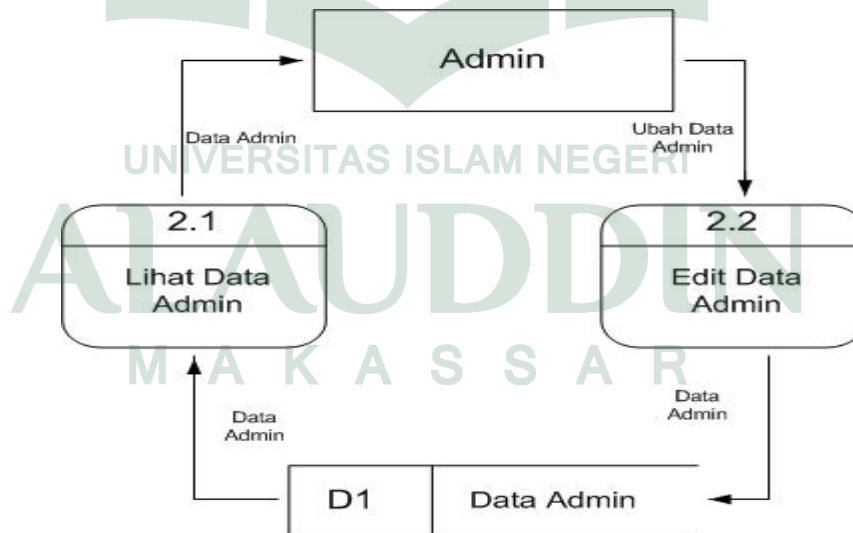 Admin
Data Admin
Ubah Data
Admin
UNIVERSITAS ISLAM NEGERI
2.1
2.2
ALAUDDIN
Lihat Data
Admin
Edit Data
Admin
MAKASSAR
Data
Admin
Data
Admin
D1
Data Admin